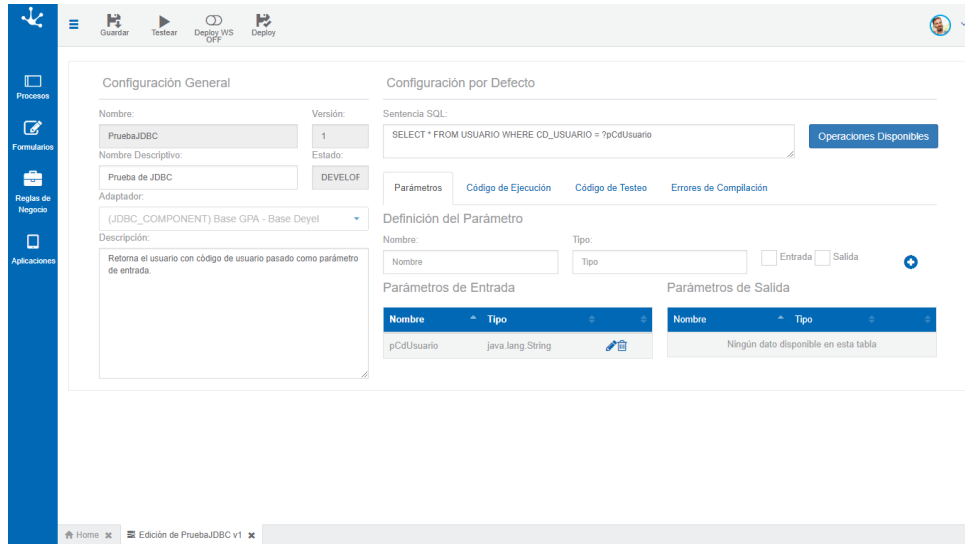 Guardar
Testear
Deploy WS
OFF
Deploy
Procesos
Formularios
Reglas de
Negocio
Aplicaciones
Configuración General
Nombre:
Versión:
PruebaJDBC
1
Nombre Descriptivo:
Estado:
Prueba de JDBC
DEVELOF
Adaptador:
(JDBC_COMPONENT) Base GPA - Base Deyel
Descripción:
Retorna el usuario con código de usuario pasado como parámetro
de entrada.
Configuración por Defecto
Sentencia SQL:
SELECT * FROM USUARIO WHERE CD_USUARIO = ?pCdUsuario
Operaciones Disponibles
Parámetros
Código de Ejecución
Código de Testeo
Errores de Compilación
Definición del Parámetro
Nombre:
Tipo:
Nombre
Tipo
Entrada
Salida
Parámetros de Entrada
Nombre
Tipo
pCdUsuario
java.lang.String
Parámetros de Salida
Nombre
Tipo
Ningún dato disponible en esta tabla
Home
Edición de PruebaJDBC v1